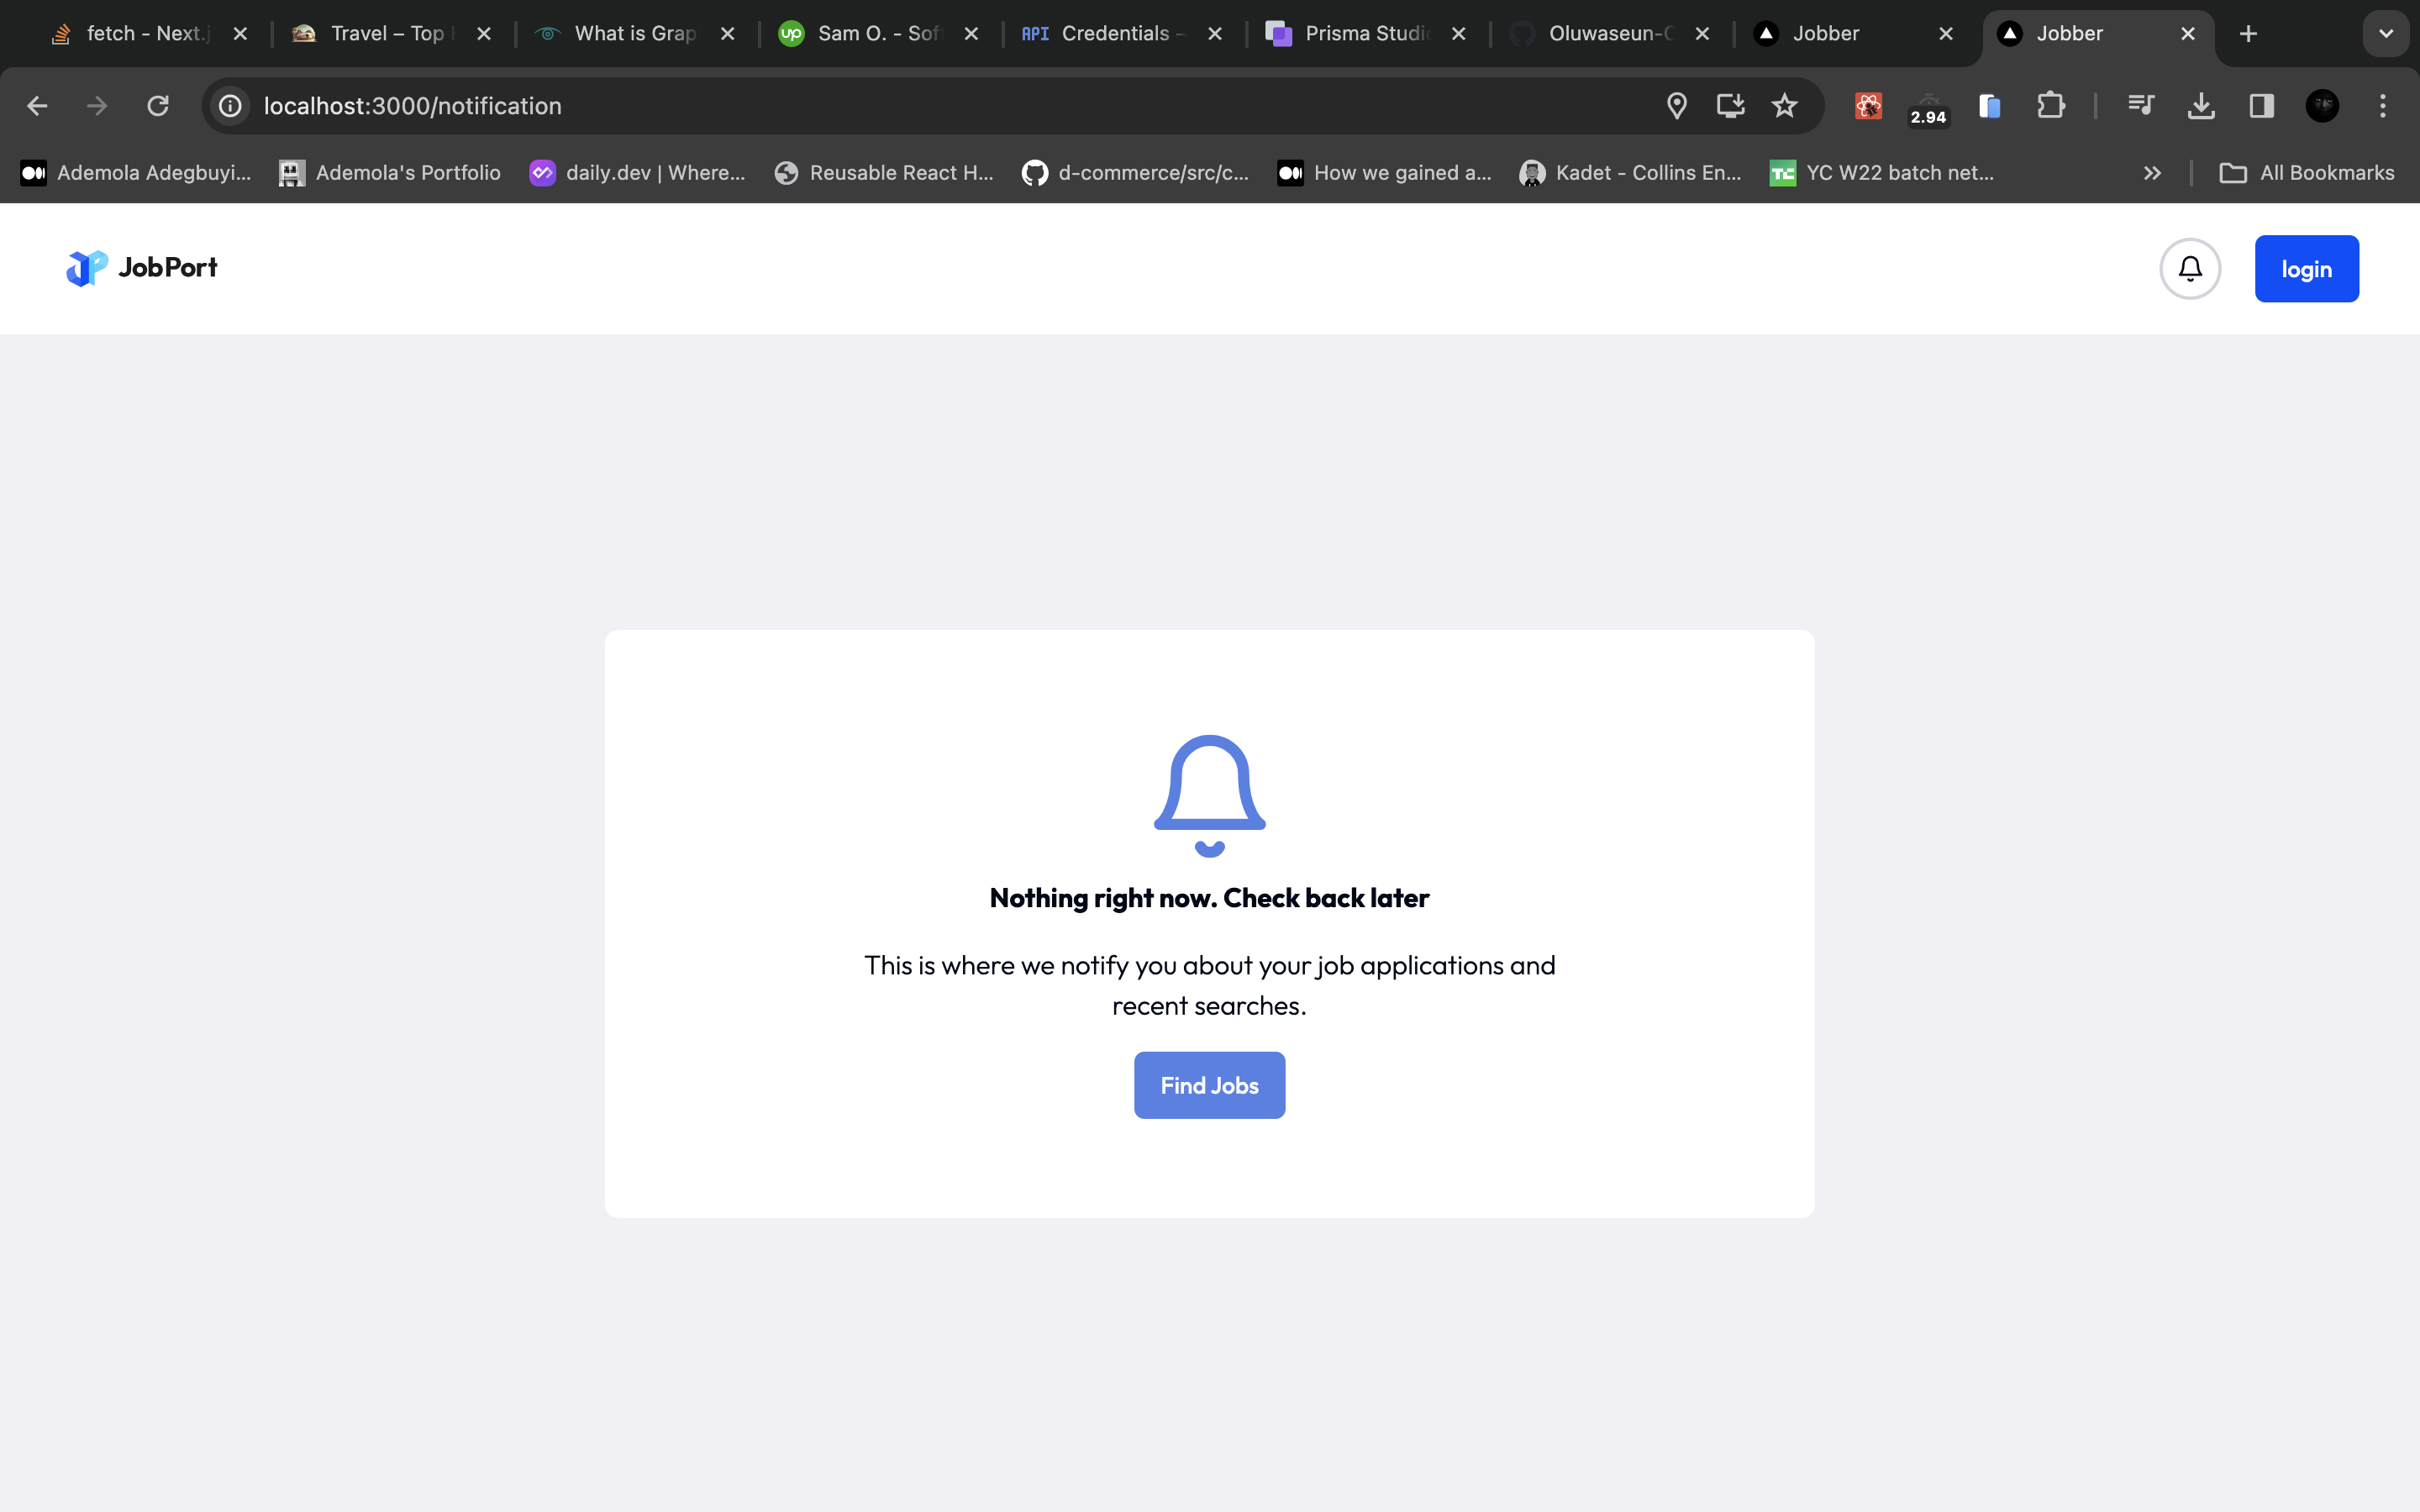 fetch - Next.j
Travel – Top
What is Grap
Sam O. - Sof
API Credentials -
Prisma Studi
Oluwaseun-C
Jobber
Jobber
localhost:3000/notification
2.94
Ademola Adegbuyi...
Ademola's Portfolio
daily.dev | Where...
Reusable React H...
d-commerce/src/c...
How we gained a...
Kadet - Collins En...
YC W22 batch net...
All Bookmarks
JobPort
login
Nothing right now. Check back later
This is where we notify you about your job applications and
recent searches.
Find Jobs